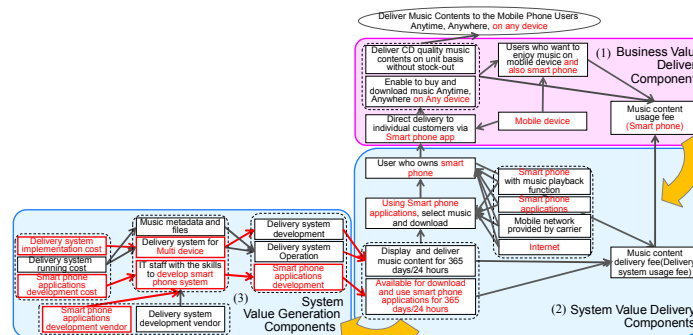 Deliver Music Contents to the Mobile Phone Users
Anytime, Anywhere, on any device
Deliver CD quality music
contents on unit basis
without stock-out
Users who want to
enjoy music on
mobile device and
also smart phone
(1) Business Value
Deliver
Components
Enable to buy and
download music Anytime,
Anywhere on Any device
Music content
usage fee
(Smart phone)
Direct delivery to
individual customers via
Smart phone app
Mobile device
User who owns smart
phone
Smart phone
with music playback
function
Smart phone
applications
Mobile network
provided by carrier
Internet
Using Smart phone
applications, select music
and download
Music metadata and
files
Delivery system
development
Delivery system
implementation cost
Delivery system for
Multi device
Delivery system
Operation
Delivery system
running cost
Display and deliver
music content for 365
days/24 hours
Music content
delivery fee(Delivery
system usage fee)
IT staff with the skills
to develop smart
phone system
Smart phone
applications
development cost
Smart phone
applications
development
Available for download
and use smart phone
applications for 365
days/24 hours
(3) System
Value Generation
Components
(2) System Value Deliver
Components
Smart phone
applications
development vendor
Delivery system
development vendor